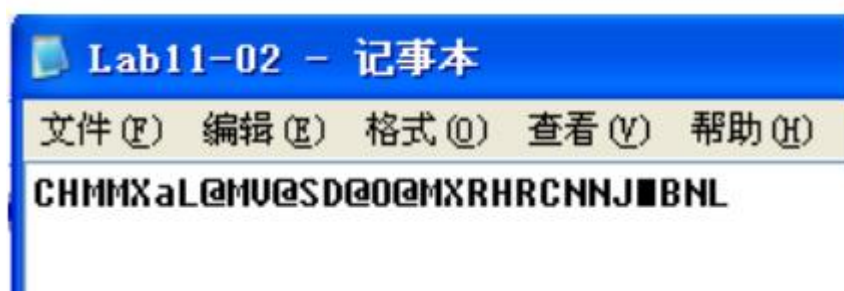 Lab11-02 - 记事本
文件(F) 编辑(E) 格式(O) 查看(V) 帮助(H)
CHMMXaL@MV@SD@O@MXRHRCNNJ■BNL